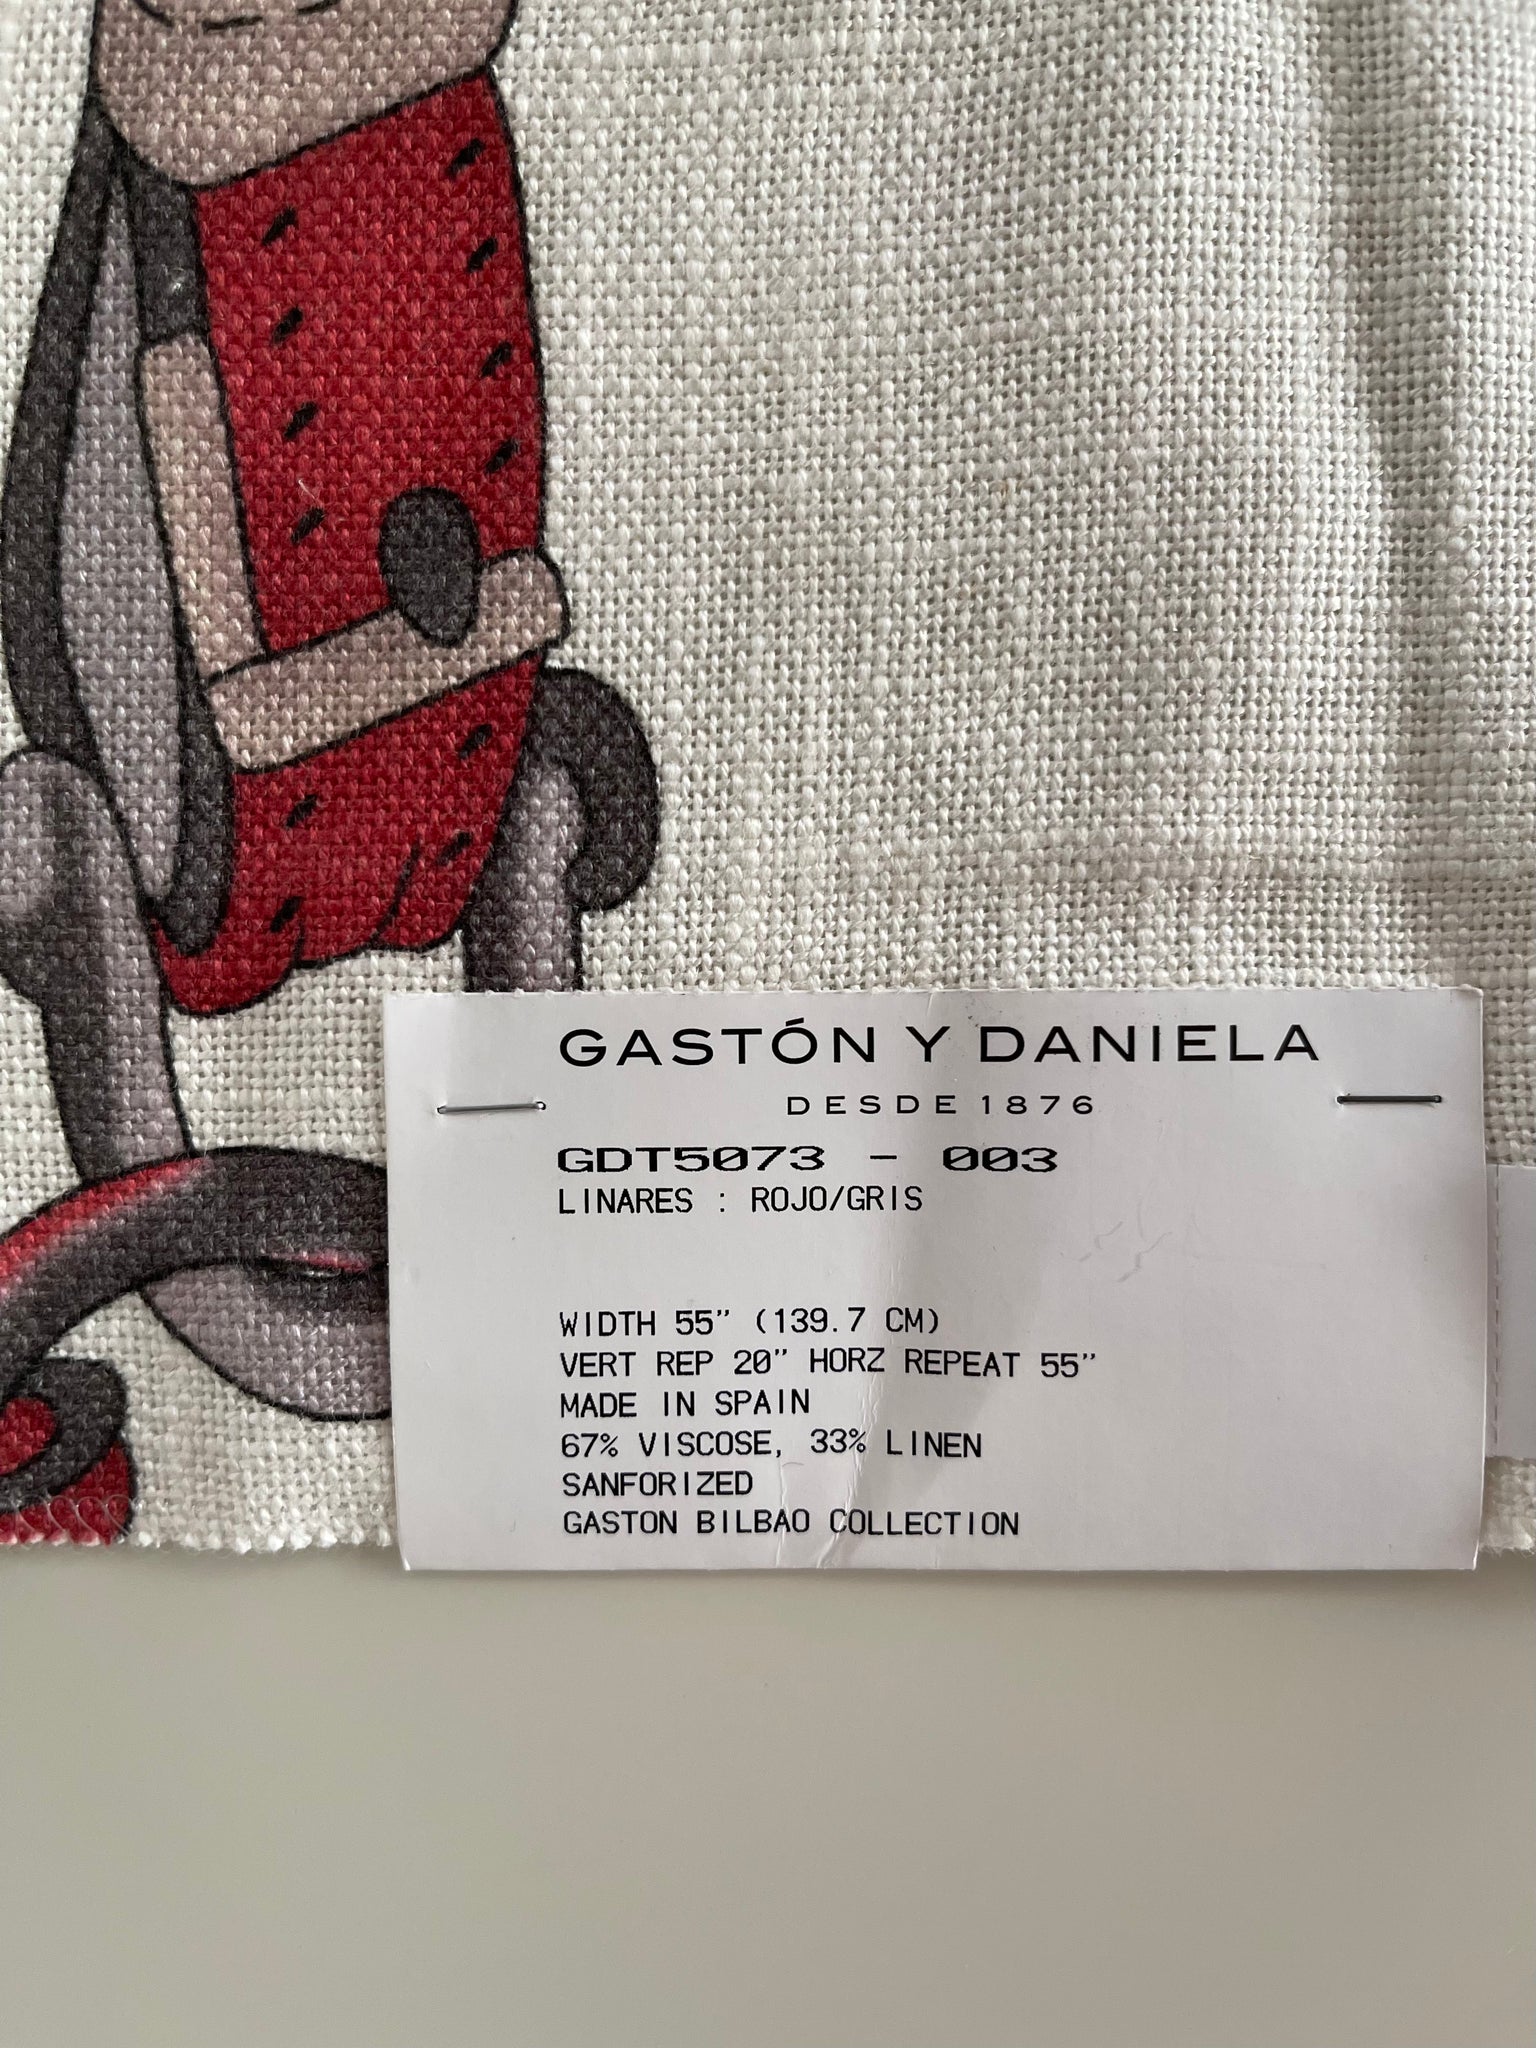 GASTÓN Y DANIELA
DESDE 1876
GDT5073 - 003
LINARES : ROJO/GRIS
WIDTH 55" (139.7 CM)
VERT REP 20" HORZ REPEAT 55"
MADE IN SPAIN
67% VISCOSE, 33% LINEN
SANFORIZED
GASTON BILBAO COLLECTION